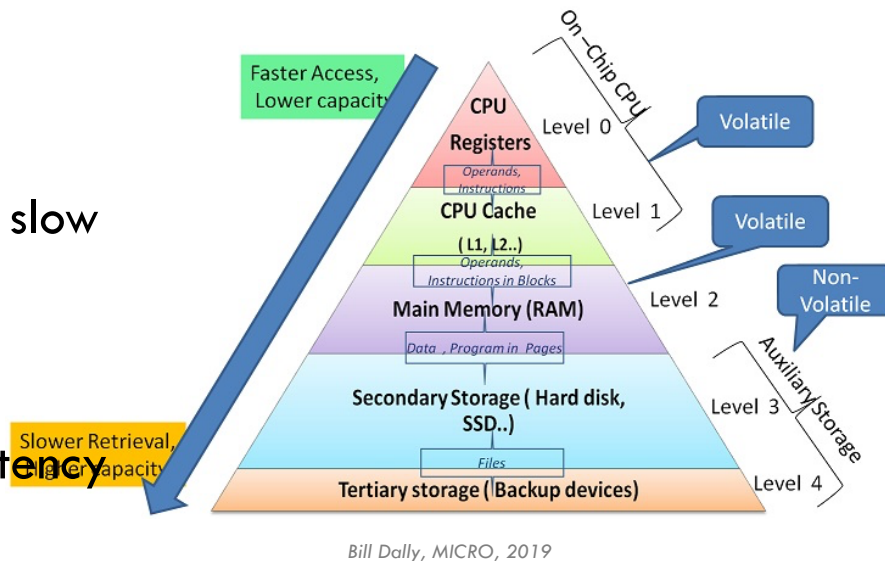 Faster Access,
Lower capacity
On –Chip CPU
CPU
Registers
Level 0
Volatile
Operands,
Instructions
slow
CPU Cache
( L1, L2..)
Level 1
Volatile
Operands,
Instructions in Blocks
Non-
Volatile
Main Memory (RAM)
Level 2
Data , Program in Pages
Auxiliary Storage
Secondary Storage ( Hard disk,
SSD..)
Level 3
Slower Retrieval,
Higher capacity
tency
Files
Tertiary storage ( Backup devices)
Level 4
Bill Dally, MICRO, 2019